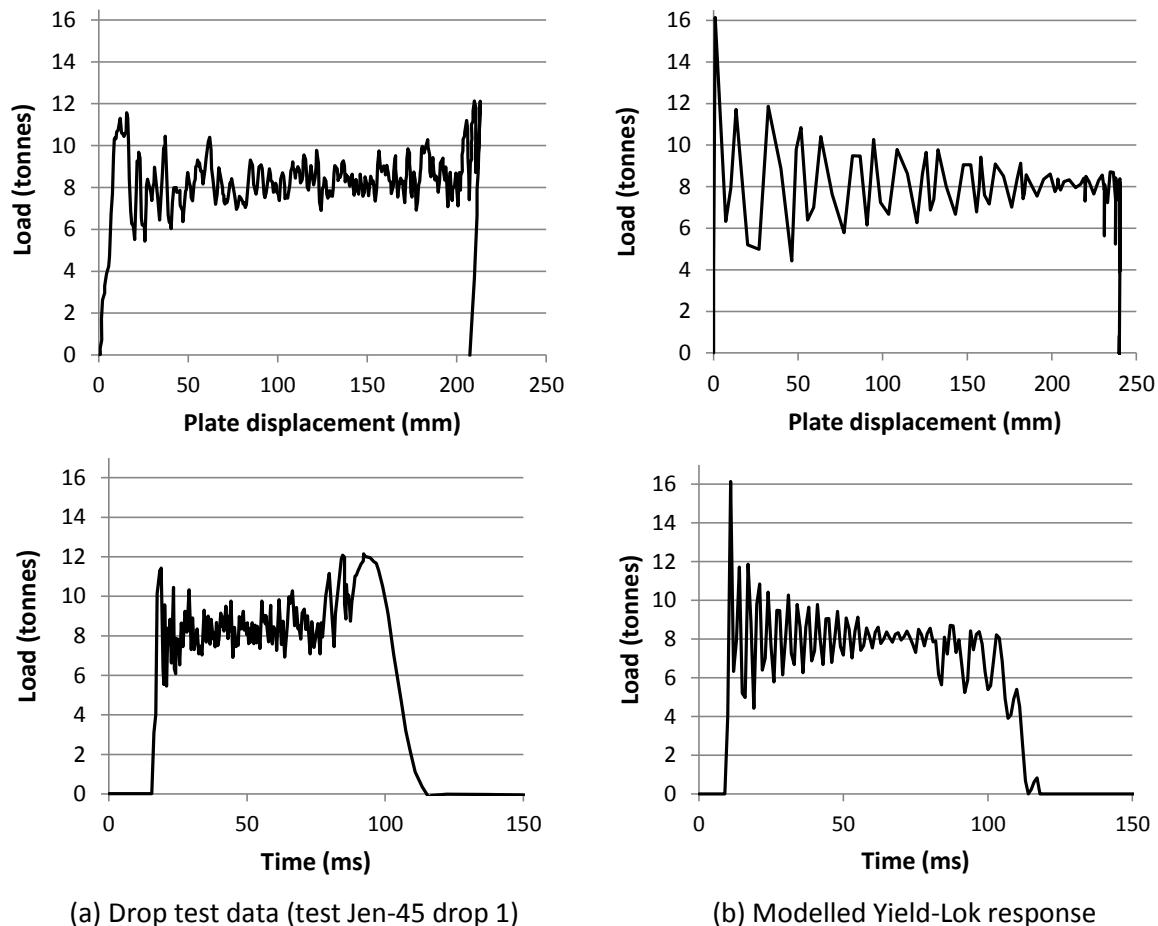 Load (tonnes)
16
14
12
10
8
6
4
2
0
0 50 100 150 200 250
Plate displacement (mm)
Load (tonnes)
16
14
12
10
8
6
4
2
0
0 50 100 150 200 250
Plate displacement (mm)
Load (tonnes)
16
14
12
10
8
6
4
2
0
0 50 100 150
Time (ms)
Load (tonnes)
16
14
12
10
8
6
4
2
0
0 50 100 150
Time (ms)
(a) Drop test data (test Jen-45 drop 1)
(b) Modelled Yield-Lok response